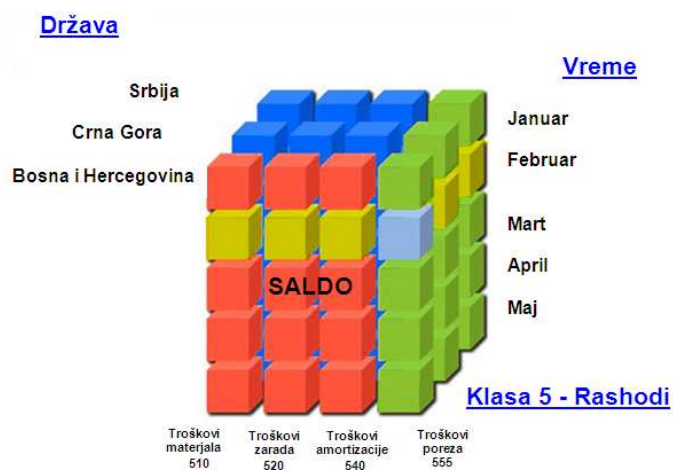 Država
Vreme
Srbija
Crna Gora
Bosna i Hercegovina
Januar
Februar
Mart
April
Maj
SALDO
Klasa 5 - Rashodi
Troškovi
materjala
510
Troškovi
zarada
520
Troškovi
amortizacije
540
Troškovi
poreza
555